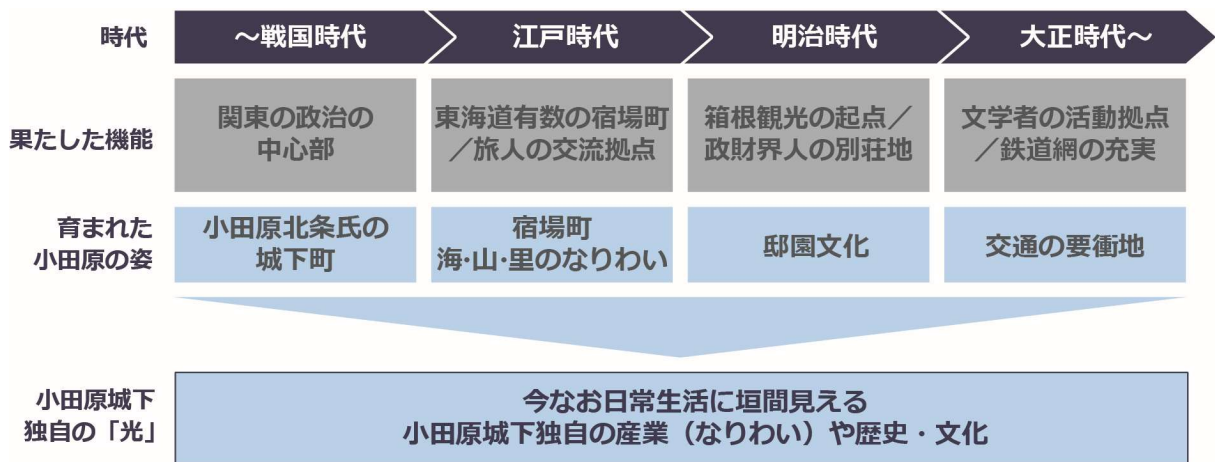 時代
～戦国時代
江戸時代
明治時代
大正時代～
果たした機能
関東の政治の
中心部
東海道有数の宿場町
／旅人の交流拠点
箱根観光の起点／
政財界人の別荘地
文学者の活動拠点
／鉄道網の充実
育まれた
小田原の姿
小田原北条氏の
城下町
宿場町
海・山・里のなりわい
邸園文化
交通の要衝地
小田原城下
独自の「光」
今なお日常生活に垣間見える
小田原城下独自の産業（なりわい）や歴史・文化